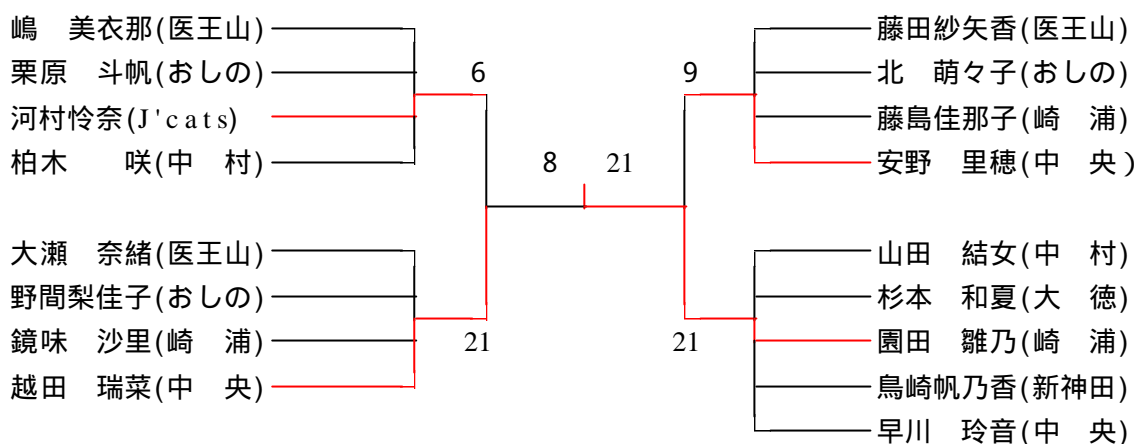 嶋　美衣那(医王山)
栗原　斗帆(おしの)
河村怜奈(J'cats)
柏木　　咲(中　村)
6
8
大瀬　奈緒(医王山)
野間梨佳子(おしの)
鏡味　沙里(崎　浦)
越田　瑞菜(中　央)
21
藤田紗矢香(医王山)
北　萌々子(おしの)
藤島佳那子(崎　浦)
安野　里穂(中　央)
9
21
山田　結女(中　村)
杉本　和夏(大　徳)
園田　雛乃(崎　浦)
鳥崎帆乃香(新神田)
早川　玲音(中　央)
21